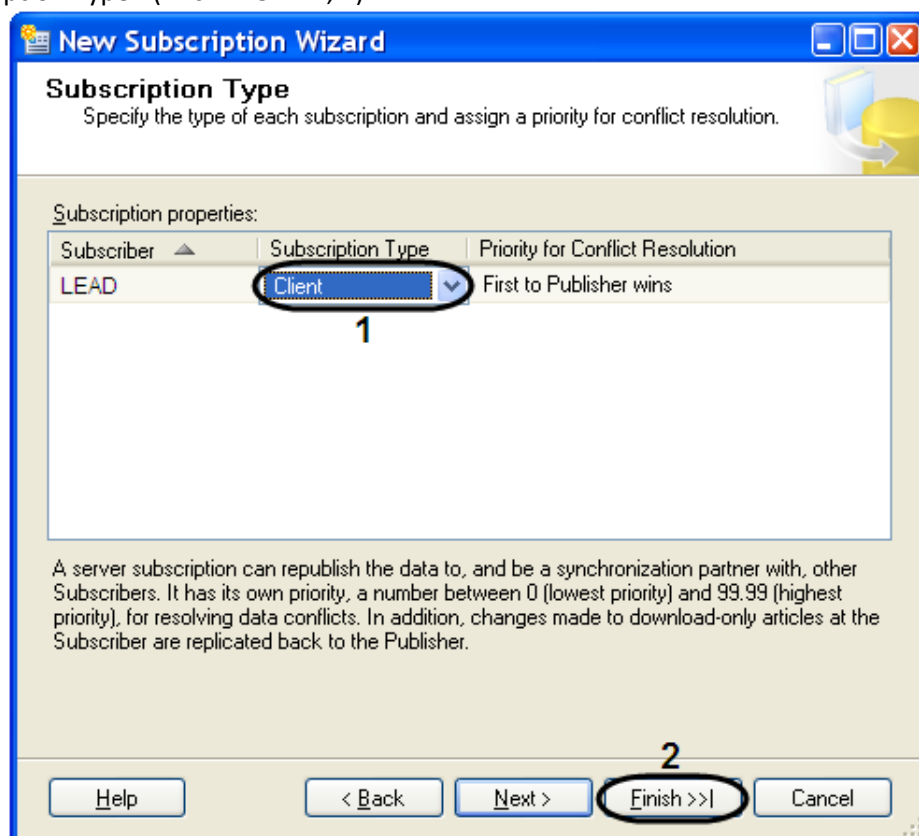 New Subscription Wizard
Subscription Type
Specify the type of each subscription and assign a priority for conflict resolution.
Subscription properties:
Subscriber Subscription Type Priority for Conflict Resolution
LEAD Client First to Publisher wins
1
A server subscription can republish the data to, and be a synchronization partner with, other
Subscribers. It has its own priority, a number between 0 (lowest priority) and 99.99 (highest
priority), for resolving data conflicts. In addition, changes made to download-only articles at the
Subscriber are replicated back to the Publisher.
2
Help < Back Next > Finish >>| Cancel